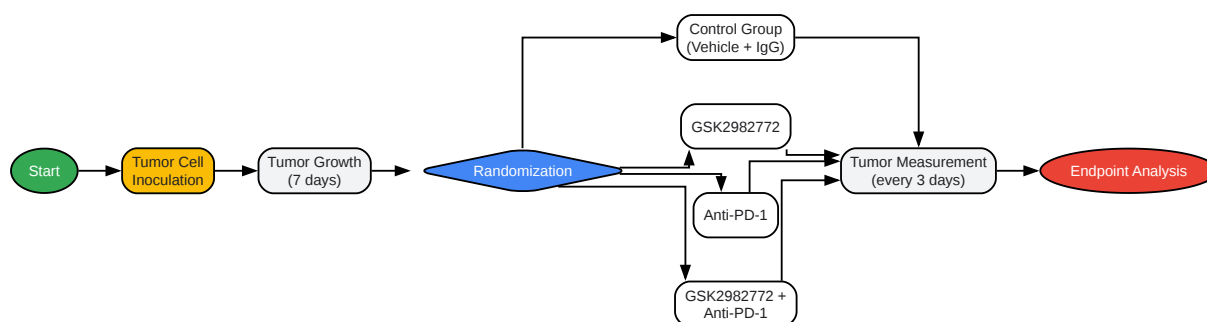 Start
Tumor Cell
Inoculation
Tumor Growth
(7 days)
Randomization
Control Group
(Vehicle + IgG)
GSK2982772
Anti-PD-1
GSK2982772 +
Anti-PD-1
Tumor Measurement
(every 3 days)
Endpoint Analysis